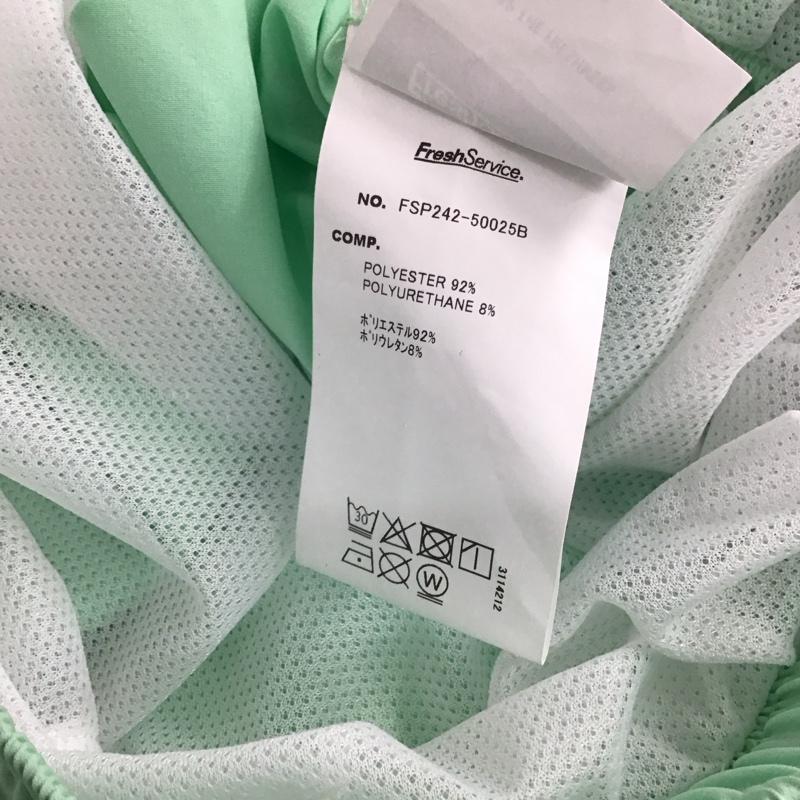 FreshService.
NO. FSP242-50025B
COMP.
POLYESTER 92%
POLYURETHANE 8%
ﾎﾟﾘｴｽﾃﾙ92%
ﾎﾟﾘｳﾚﾀﾝ8%
30
W
3114212